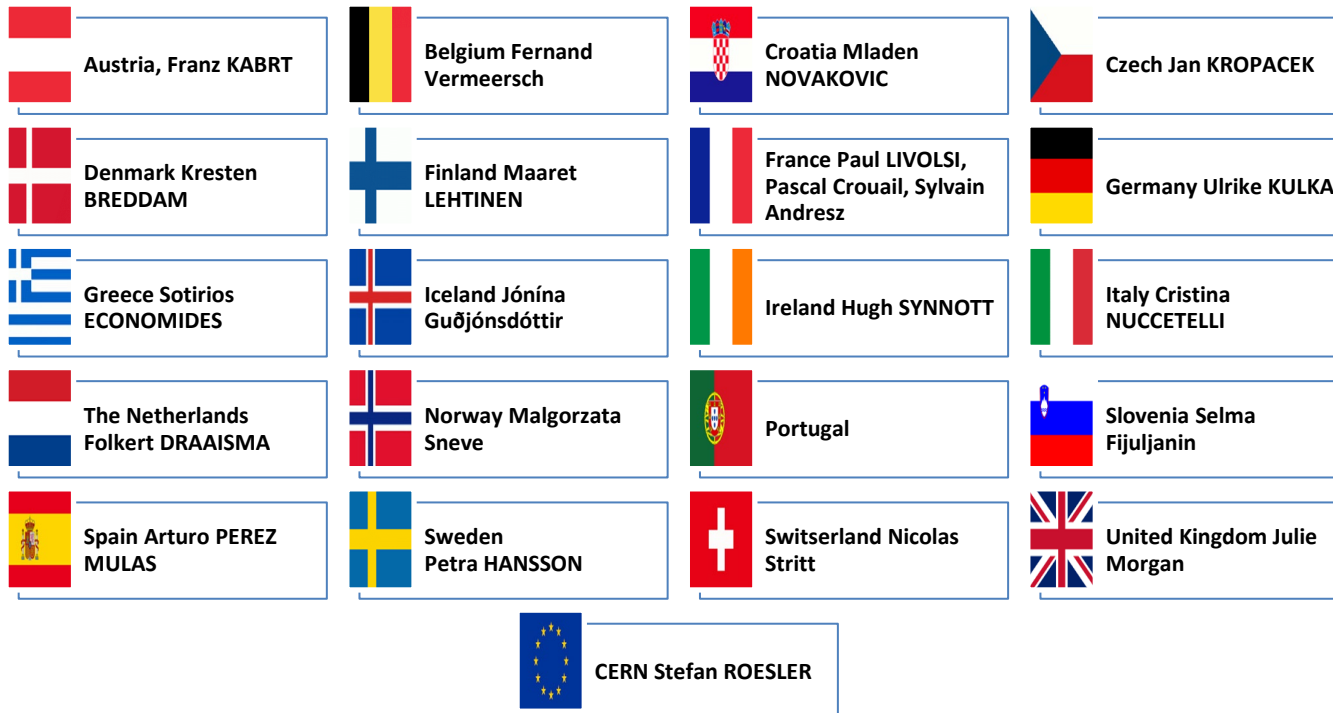 Austria, Franz KABRT
Belgium Fernand
Vermeersch
Croatia Mladen
NOVAKOVIC
Czech Jan KROPACEK
Denmark Kresten
BREDDAM
Finland Maaret
LEHTINEN
France Paul LIVOLSI,
Pascal Crouail, Sylvain
Andresz
Germany Ulrike KULKA
Greece Sotirios
ECONOMIDES
Iceland Jónína
Guðjónsdóttir
Ireland Hugh SYNNOTT
Italy Cristina
NUCCETELLI
The Netherlands
Folkert DRAAISMA
Norway Malgorzata
Sneve
Portugal
Slovenia Selma
Fijuljanin
Spain Arturo PEREZ
MULAS
Sweden
Petra HANSSON
Switserland Nicolas
Stritt
United Kingdom Julie
Morgan
CERN Stefan ROESLER